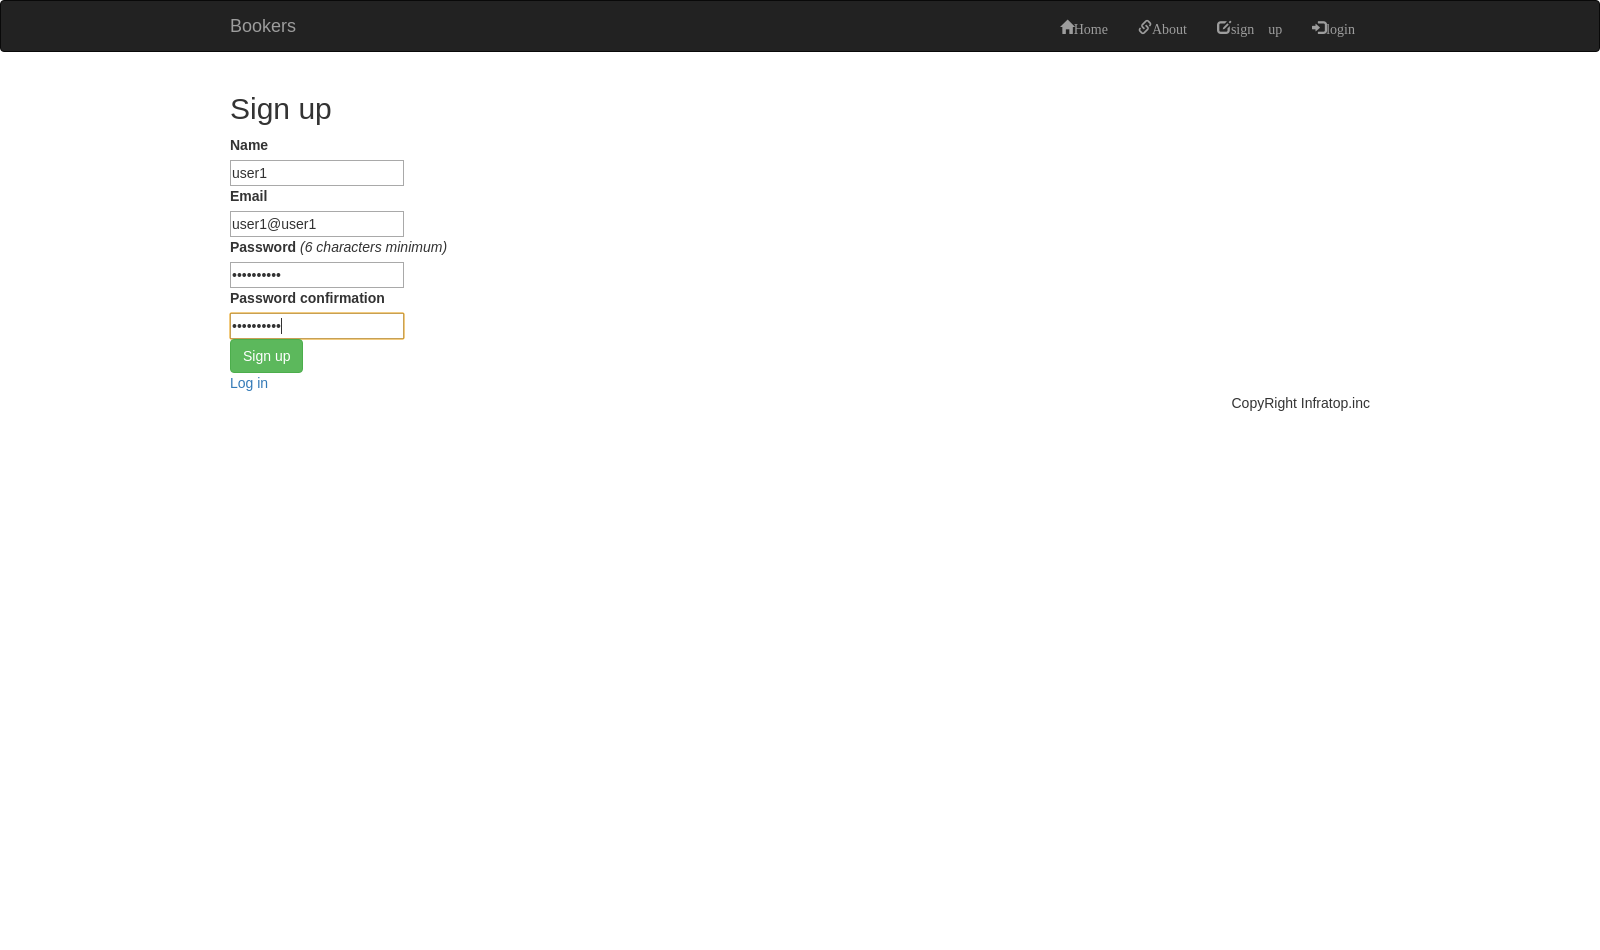 Bookers Home About sign up login
Sign up
Name
user1
Email
user1@user1
Password (6 characters minimum)
••••••••••
Password confirmation
••••••••••
Sign up
Log in
CopyRight Infratop.inc